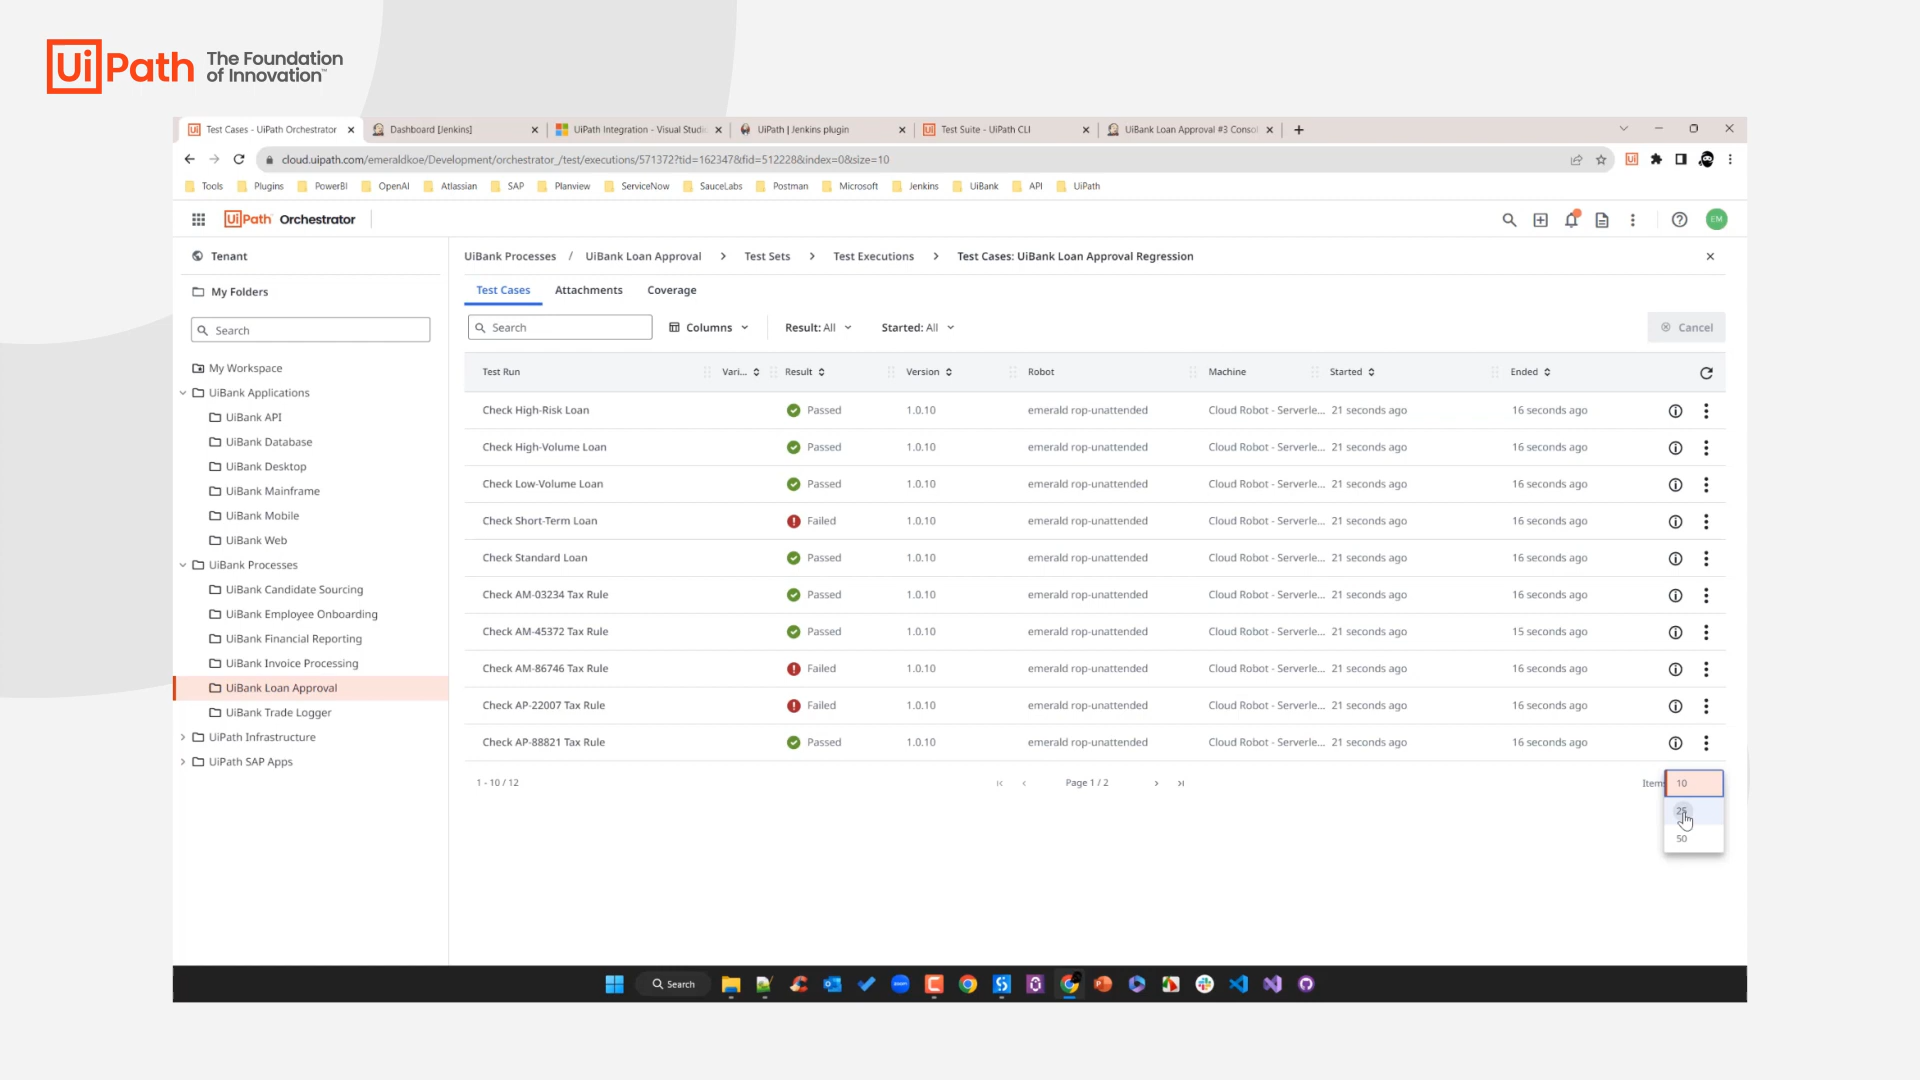 UiPath The Foundation
of Innovation™
Test Cases - UiPath Orchestrator
Dashboard [Jenkins]
UiPath Integration - Visual Studi
UiPath | Jenkins plugin
Test Suite - UiPath CLI
UiBank Loan Approval #3 Conso
cloud.uipath.com/emeraldkoe/Development/orchestrator_/test/executions/571372?tid=162347&fid=512228&index=0&size=10
Tools Plugins PowerBI OpenAI Atlassian SAP Planview ServiceNow SauceLabs Postman Microsoft Jenkins UiBank API UiPath
UiPath Orchestrator
EM
Tenant
My Folders
Search
My Workspace
UiBank Applications
UiBank API
UiBank Database
UiBank Desktop
UiBank Mainframe
UiBank Mobile
UiBank Web
UiBank Processes
UiBank Candidate Sourcing
UiBank Employee Onboarding
UiBank Financial Reporting
UiBank Invoice Processing
UiBank Loan Approval
UiBank Trade Logger
UiPath Infrastructure
UiPath SAP Apps
UiBank Processes / UiBank Loan Approval > Test Sets > Test Executions > Test Cases: UiBank Loan Approval Regression
Test Cases Attachments Coverage
Search Columns Result: All Started: All Cancel
Test Run Vari... Result Version Robot Machine Started Ended
Check High-Risk Loan Passed 1.0.10 emerald rop-unattended Cloud Robot - Serverle... 21 seconds ago 16 seconds ago
Check High-Volume Loan Passed 1.0.10 emerald rop-unattended Cloud Robot - Serverle... 21 seconds ago 16 seconds ago
Check Low-Volume Loan Passed 1.0.10 emerald rop-unattended Cloud Robot - Serverle... 21 seconds ago 16 seconds ago
Check Short-Term Loan Failed 1.0.10 emerald rop-unattended Cloud Robot - Serverle... 21 seconds ago 16 seconds ago
Check Standard Loan Passed 1.0.10 emerald rop-unattended Cloud Robot - Serverle... 21 seconds ago 16 seconds ago
Check AM-03234 Tax Rule Passed 1.0.10 emerald rop-unattended Cloud Robot - Serverle... 21 seconds ago 16 seconds ago
Check AM-45372 Tax Rule Passed 1.0.10 emerald rop-unattended Cloud Robot - Serverle... 21 seconds ago 15 seconds ago
Check AM-86746 Tax Rule Failed 1.0.10 emerald rop-unattended Cloud Robot - Serverle... 21 seconds ago 16 seconds ago
Check AP-22007 Tax Rule Failed 1.0.10 emerald rop-unattended Cloud Robot - Serverle... 21 seconds ago 16 seconds ago
Check AP-88821 Tax Rule Passed 1.0.10 emerald rop-unattended Cloud Robot - Serverle... 21 seconds ago 16 seconds ago
1 - 10 / 12 Page 1 / 2 Item 10
25
50
Search